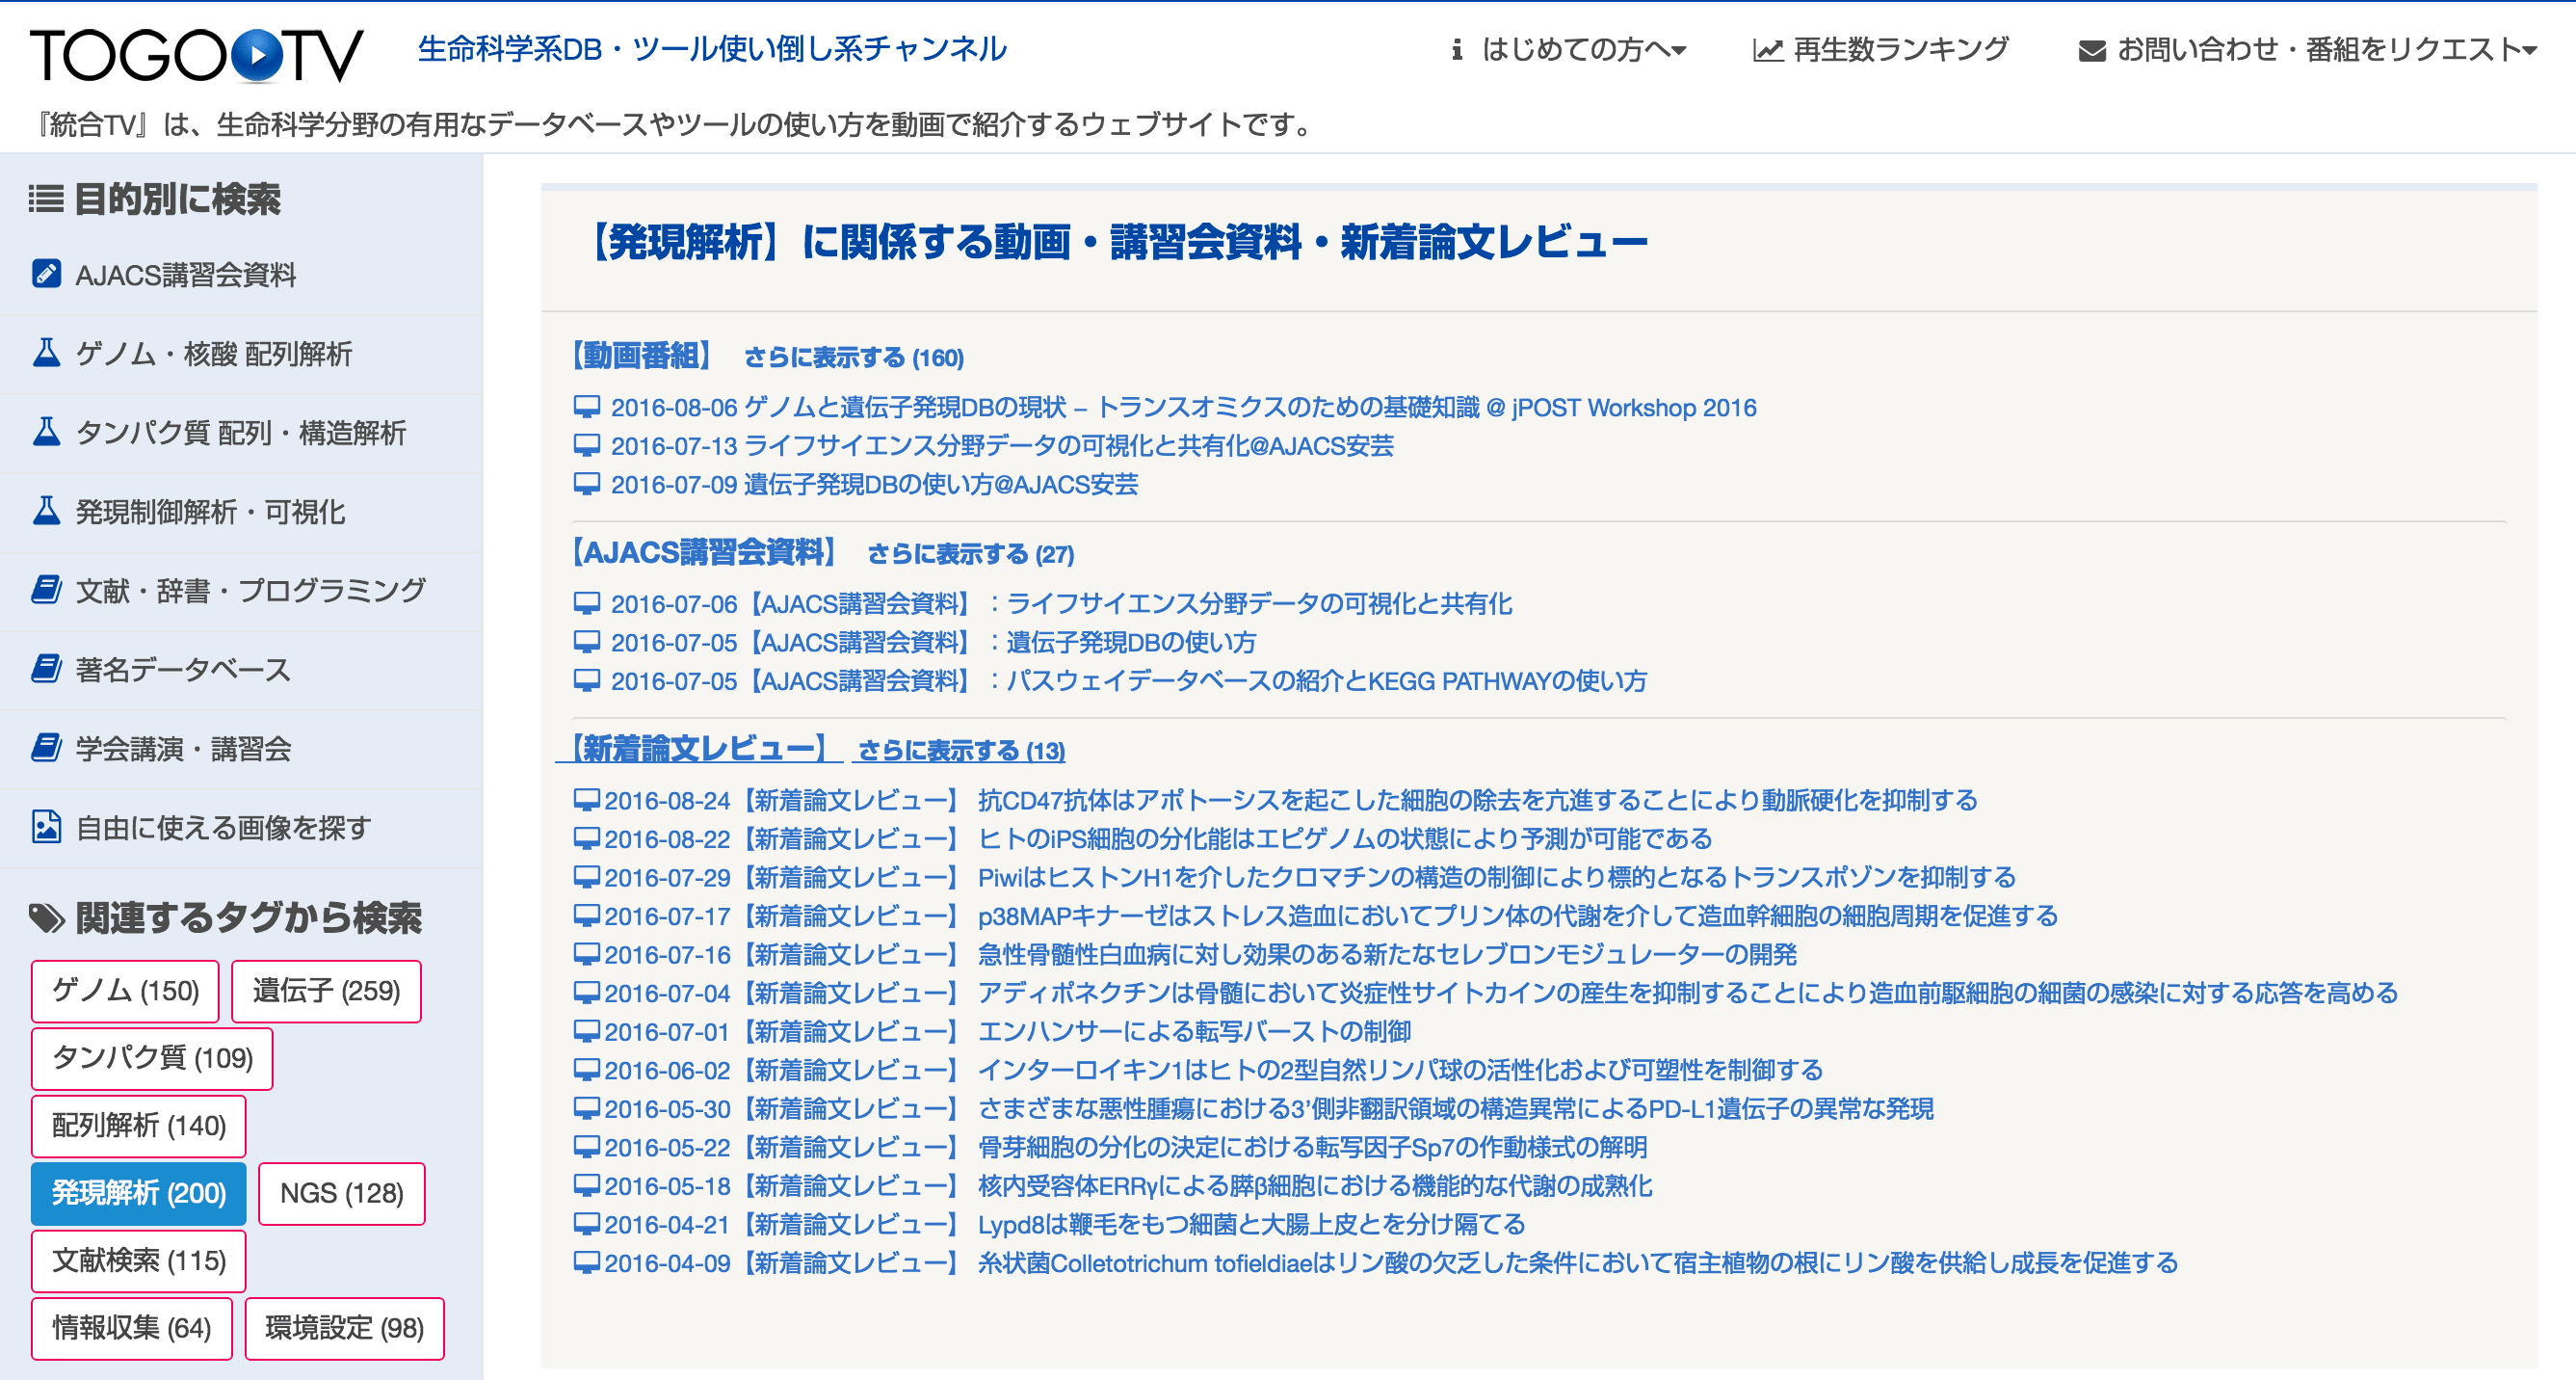 TOGO TV 生命科学系DB・ツール使い倒し系チャンネル はじめての方へ 再生数ランキング お問い合わせ・番組をリクエスト
『統合TV』は、生命科学分野の有用なデータベースやツールの使い方を動画で紹介するウェブサイトです。
目的別に検索
AJACS講習会資料
ゲノム・核酸 配列解析
タンパク質 配列・構造解析
発現制御解析・可視化
文献・辞書・プログラミング
著名データベース
学会講演・講習会
自由に使える画像を探す
関連するタグから検索
ゲノム (150) 遺伝子 (259)
タンパク質 (109)
配列解析 (140)
発現解析 (200) NGS (128)
文献検索 (115)
情報収集 (64) 環境設定 (98)
【発現解析】に関係する動画・講習会資料・新着論文レビュー
【動画番組】 さらに表示する (160)
2016-08-06 ゲノムと遺伝子発現DBの現状 – トランスオミクスのための基礎知識 @ jPOST Workshop 2016
2016-07-13 ライフサイエンス分野データの可視化と共有化@AJACS安芸
2016-07-09 遺伝子発現DBの使い方@AJACS安芸
【AJACS講習会資料】 さらに表示する (27)
2016-07-06【AJACS講習会資料】：ライフサイエンス分野データの可視化と共有化
2016-07-05【AJACS講習会資料】：遺伝子発現DBの使い方
2016-07-05【AJACS講習会資料】：パスウェイデータベースの紹介とKEGG PATHWAYの使い方
【新着論文レビュー】 さらに表示する (13)
2016-08-24【新着論文レビュー】 抗CD47抗体はアポトーシスを起こした細胞の除去を亢進することにより動脈硬化を抑制する
2016-08-22【新着論文レビュー】 ヒトのiPS細胞の分化能はエピゲノムの状態により予測が可能である
2016-07-29【新着論文レビュー】 PiwiはヒストンH1を介したクロマチンの構造の制御により標的となるトランスポゾンを抑制する
2016-07-17【新着論文レビュー】 p38MAPキナーゼはストレス造血においてプリン体の代謝を介して造血幹細胞の細胞周期を促進する
2016-07-16【新着論文レビュー】 急性骨髄性白血病に対し効果のある新たなセレブロンモジュレーターの開発
2016-07-04【新着論文レビュー】 アディポネクチンは骨髄において炎症性サイトカインの産生を抑制することにより造血前駆細胞の細菌の感染に対する応答を高める
2016-07-01【新着論文レビュー】 エンハンサーによる転写バーストの制御
2016-06-02【新着論文レビュー】 インターロイキン1はヒトの2型自然リンパ球の活性化および可塑性を制御する
2016-05-30【新着論文レビュー】 さまざまな悪性腫瘍における3’側非翻訳領域の構造異常によるPD-L1遺伝子の異常な発現
2016-05-22【新着論文レビュー】 骨芽細胞の分化の決定における転写因子Sp7の作動様式の解明
2016-05-18【新着論文レビュー】 核内受容体ERRγによる膵β細胞における機能的な代謝の成熟化
2016-04-21【新着論文レビュー】 Lypd8は鞭毛をもつ細菌と大腸上皮とを分け隔てる
2016-04-09【新着論文レビュー】 糸状菌Colletotrichum tofieldiaeはリン酸の欠乏した条件において宿主植物の根にリン酸を供給し成長を促進する